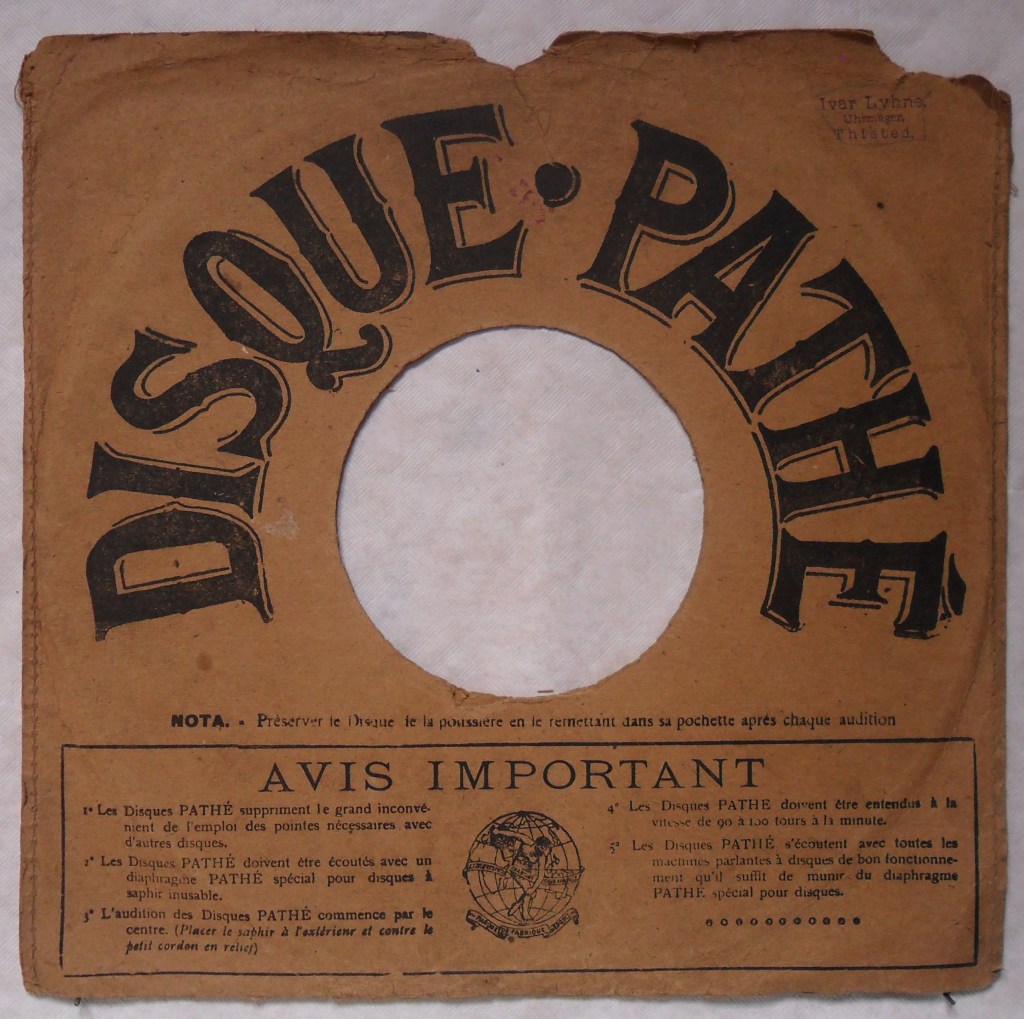 Ivar Lyhne,
Uhrmager,
Thisted.
DISQUE · PATHÉ
NOTA. - Préserver le Disque de la poussière en le remettant dans sa pochette aprés chaque audition
AVIS IMPORTANT
1° Les Disques PATHÉ suppriment le grand inconvé-
nient de l'emploi des pointes nécessaires avec
d'autres disques.
2° Les Disques PATHÉ doivent être écoutés avec un
diaphragme PATHÉ spécial pour disques à
saphir inusable.
3° L'audition des Disques PATHÉ commence par le
centre. (Placer le saphir à l'extérieur et contre le
petit cordon en relief)
4° Les Disques PATHE doivent être entendus à la
vitesse de 90 à 100 tours à la minute.
5° Les Disques PATHÉ s'écoutent avec toutes les
machines parlantes à disques de bon fonctionne-
ment qu'il suffit de munir du diaphragme
PATHÉ spécial pour disques.
FABRIQUE